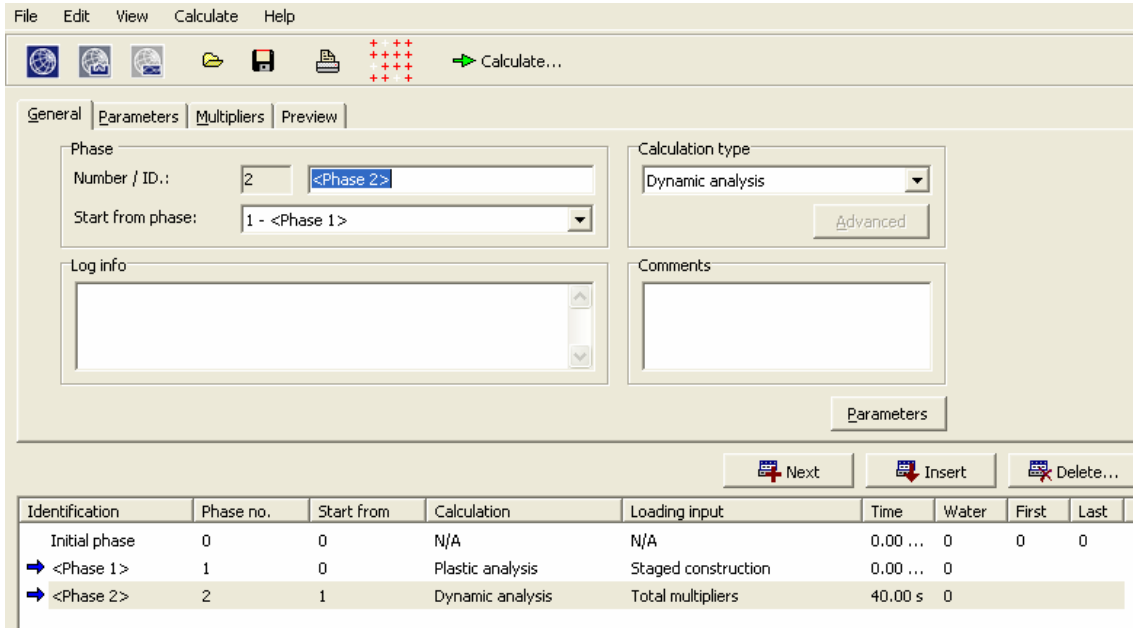 File Edit View Calculate Help
Calculate...
General Parameters Multipliers Preview
Phase
Number / ID.: 2 <Phase 2>
Start from phase: 1 - <Phase 1>
Calculation type
Dynamic analysis
Advanced
Log info
Comments
Parameters
Next Insert Delete...
Identification Phase no. Start from Calculation Loading input Time Water First Last
Initial phase 0 0 N/A N/A 0.00 ... 0 0 0
<Phase 1> 1 0 Plastic analysis Staged construction 0.00 ... 0
<Phase 2> 2 1 Dynamic analysis Total multipliers 40.00 s 0